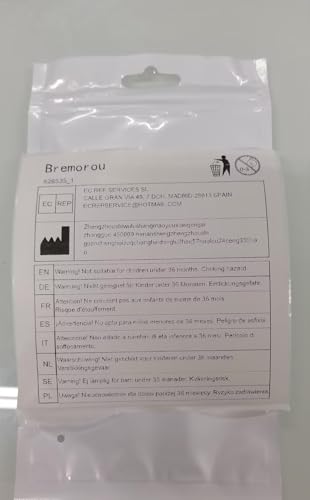 Bremorou
EC REP
EC REP SERVICES SL
CALLE GRAN VIA 48, 7 DCH, MADRID 28013 SPAIN
ECREPSERVICE@HOTMAIL.COM
0-3
EN Warning! Not suitable for children under 36 months. Choking hazard.
DE Warnung! Nicht geeignet für Kinder unter 36 Monaten. Erstickungsgefahr.
FR Attention! Ne convient pas aux enfants de moins de 36 mois.
Risque d'étouffement.
ES ¡Advertencia! No apto para niños menores de 36 meses. Peligro de asfixia.
IT Attenzione! Non adatto a bambini di età inferiore a 36 mesi. Pericolo di
soffocamento.
NL Waarschuwing! Niet geschikt voor kinderen onder 36 maanden.
Verstikkingsgevaar.
SE Varning! Ej lämplig för barn under 36 månader. Kvävningsrisk.
PL Uwaga! Nieodpowiednie dla dzieci poniżej 36 miesięcy. Ryzyko zadławienia.